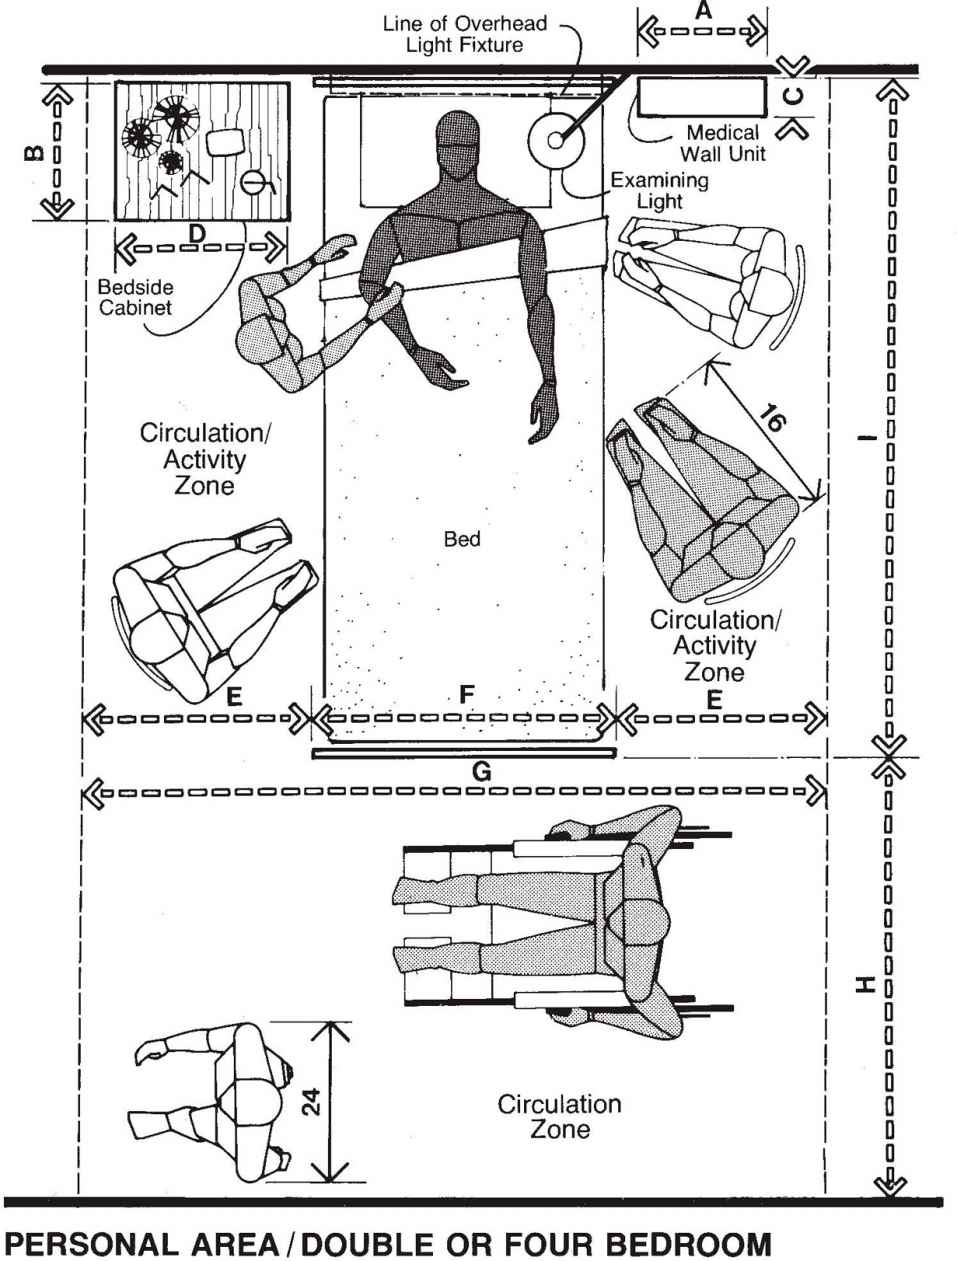 A
Line of Overhead
Light Fixture
C
Medical
Wall Unit
B
Examining
Light
D
Bedside
Cabinet
16
I
Circulation/
Activity
Zone
Bed
Circulation/
Activity
Zone
E
F
E
G
H
24
Circulation
Zone
PERSONAL AREA / DOUBLE OR FOUR BEDROOM